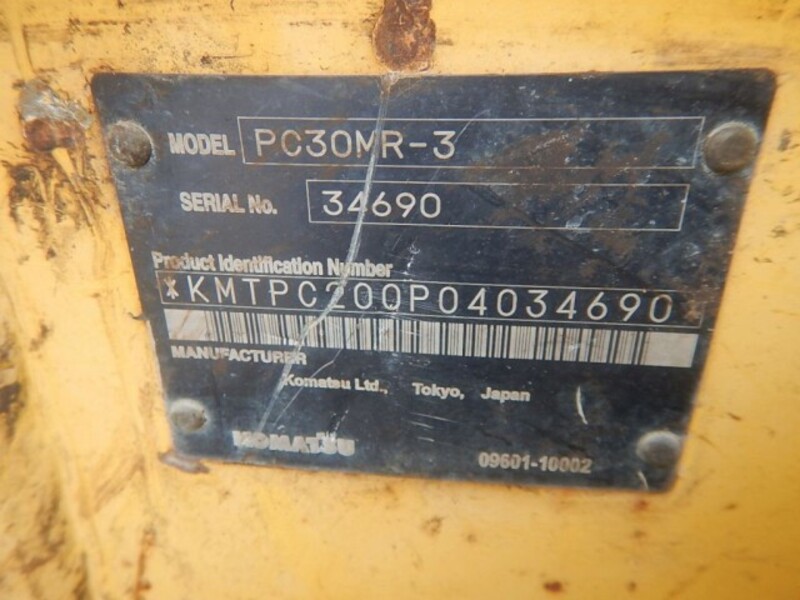 MODEL PC30MR-3
SERIAL No. 34690
Product Identification Number
*KMTPC200P04034690*
MANUFACTURER
Komatsu Ltd., Tokyo, Japan
KOMATSU
09601-10002